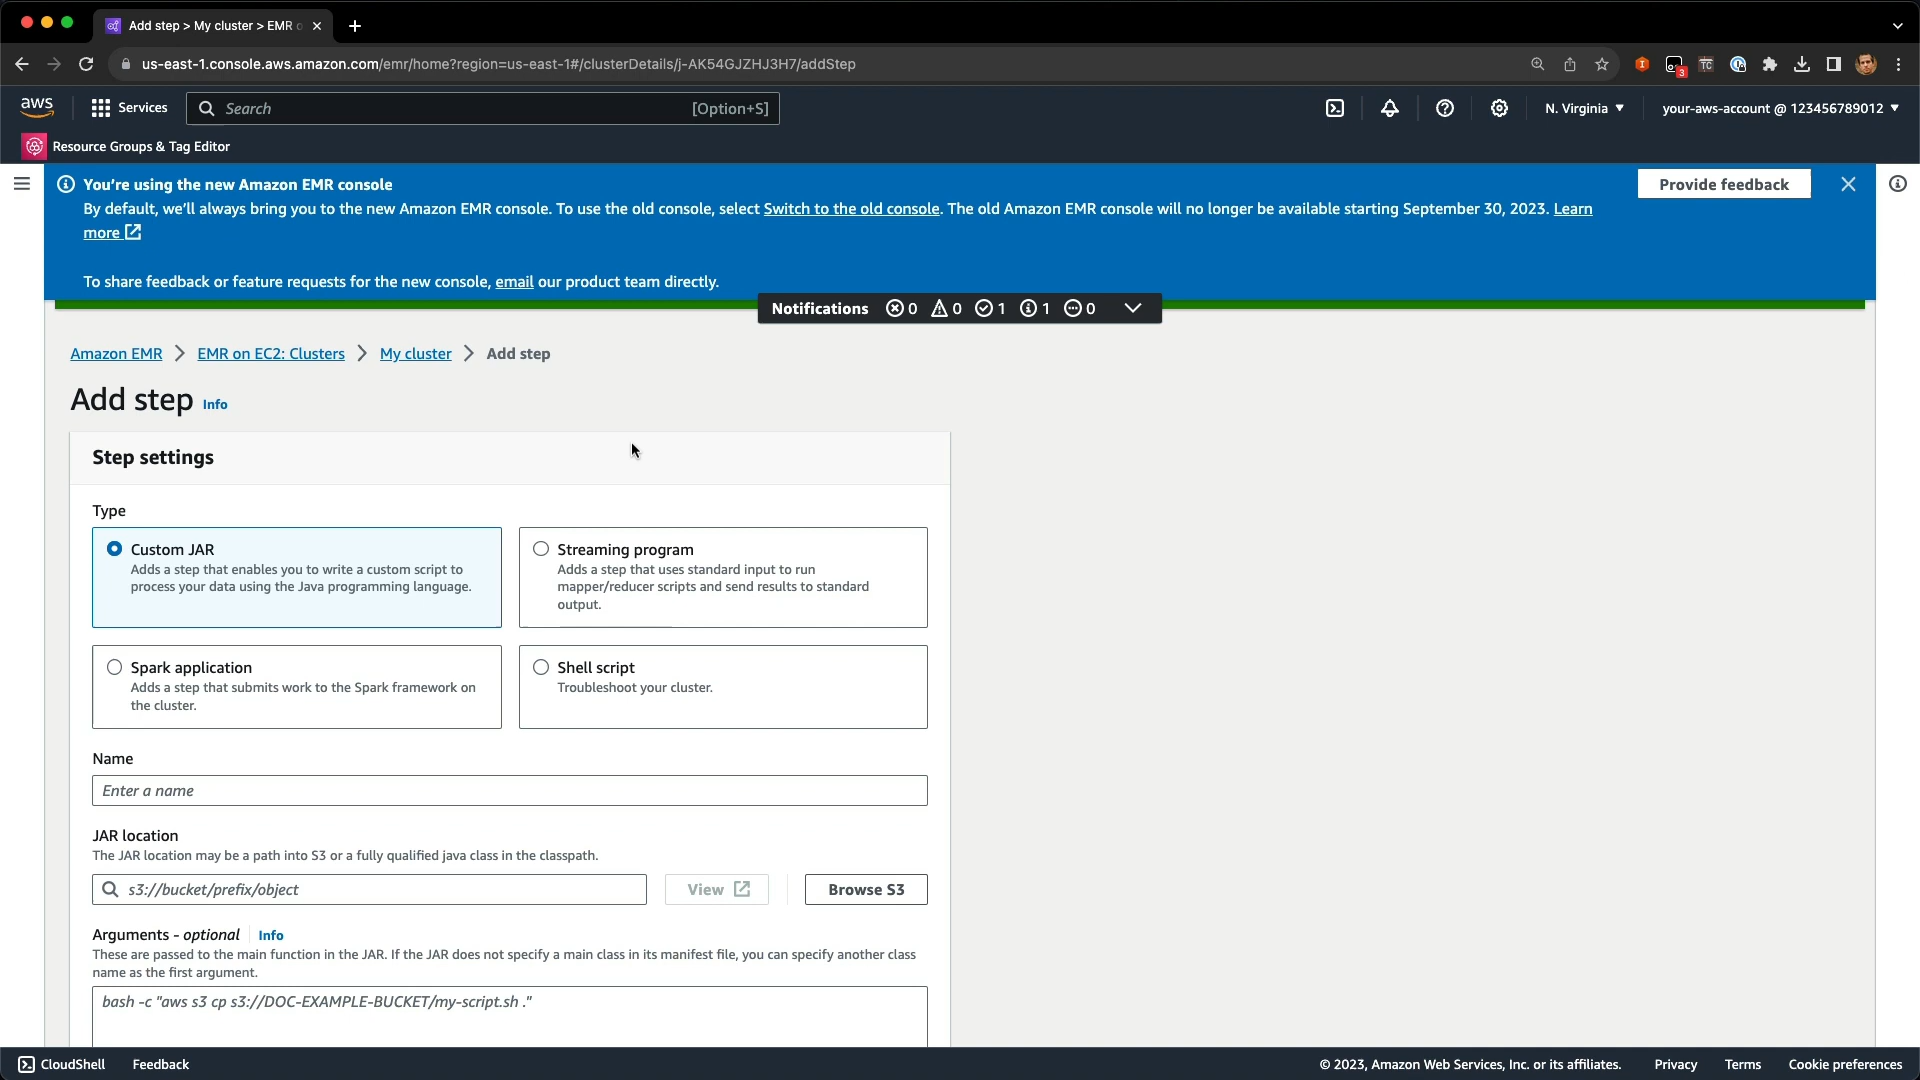 Add step > My cluster > EMR o
us-east-1.console.aws.amazon.com/emr/home?region=us-east-1#/clusterDetails/j-AK54GJZHJ3H7/addStep
3
TC
aws
Services
Search
[Option+S]
N. Virginia
your-aws-account @ 123456789012
Resource Groups & Tag Editor
You're using the new Amazon EMR console
Provide feedback
By default, we'll always bring you to the new Amazon EMR console. To use the old console, select Switch to the old console. The old Amazon EMR console will no longer be available starting September 30, 2023. Learn
more
To share feedback or feature requests for the new console, email our product team directly.
Notifications 0 0 1 1 0
Amazon EMR > EMR on EC2: Clusters > My cluster > Add step
Add step Info
Step settings
Type
Custom JAR
Adds a step that enables you to write a custom script to
process your data using the Java programming language.
Streaming program
Adds a step that uses standard input to run
mapper/reducer scripts and send results to standard
output.
Spark application
Adds a step that submits work to the Spark framework on
the cluster.
Shell script
Troubleshoot your cluster.
Name
Enter a name
JAR location
The JAR location may be a path into S3 or a fully qualified java class in the classpath.
s3://bucket/prefix/object
View
Browse S3
Arguments - optional Info
These are passed to the main function in the JAR. If the JAR does not specify a main class in its manifest file, you can specify another class
name as the first argument.
bash -c "aws s3 cp s3://DOC-EXAMPLE-BUCKET/my-script.sh ."
CloudShell
Feedback
© 2023, Amazon Web Services, Inc. or its affiliates.
Privacy
Terms
Cookie preferences